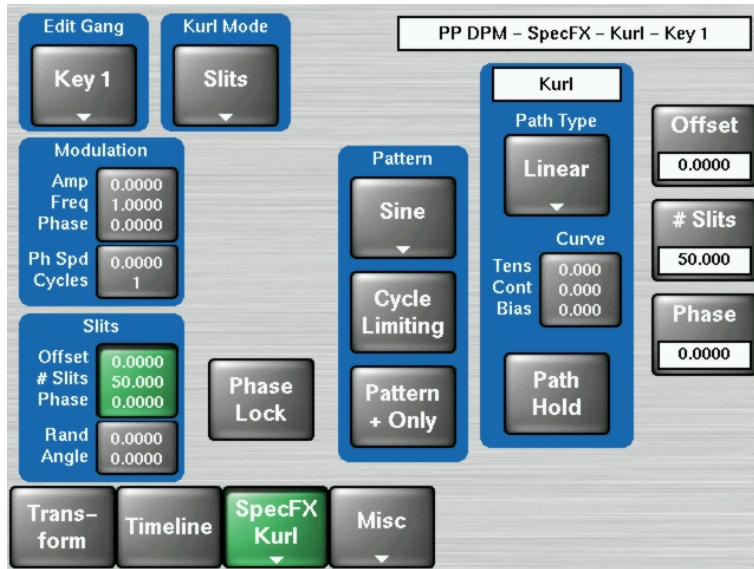 Edit Gang
Key 1
Kurl Mode
Slits
PP DPM – SpecFX – Kurl – Key 1
Modulation
Amp 0.0000
Freq 1.0000
Phase 0.0000
Ph Spd 0.0000
Cycles 1
Slits
Offset 0.0000
# Slits 50.000
Phase 0.0000
Rand 0.0000
Angle 0.0000
Phase
Lock
Pattern
Sine
Cycle
Limiting
Pattern
+ Only
Kurl
Path Type
Linear
Curve
Tens 0.000
Cont 0.000
Bias 0.000
Path
Hold
Offset
0.0000
# Slits
50.000
Phase
0.0000
Trans–
form
Timeline
SpecFX
Kurl
Misc